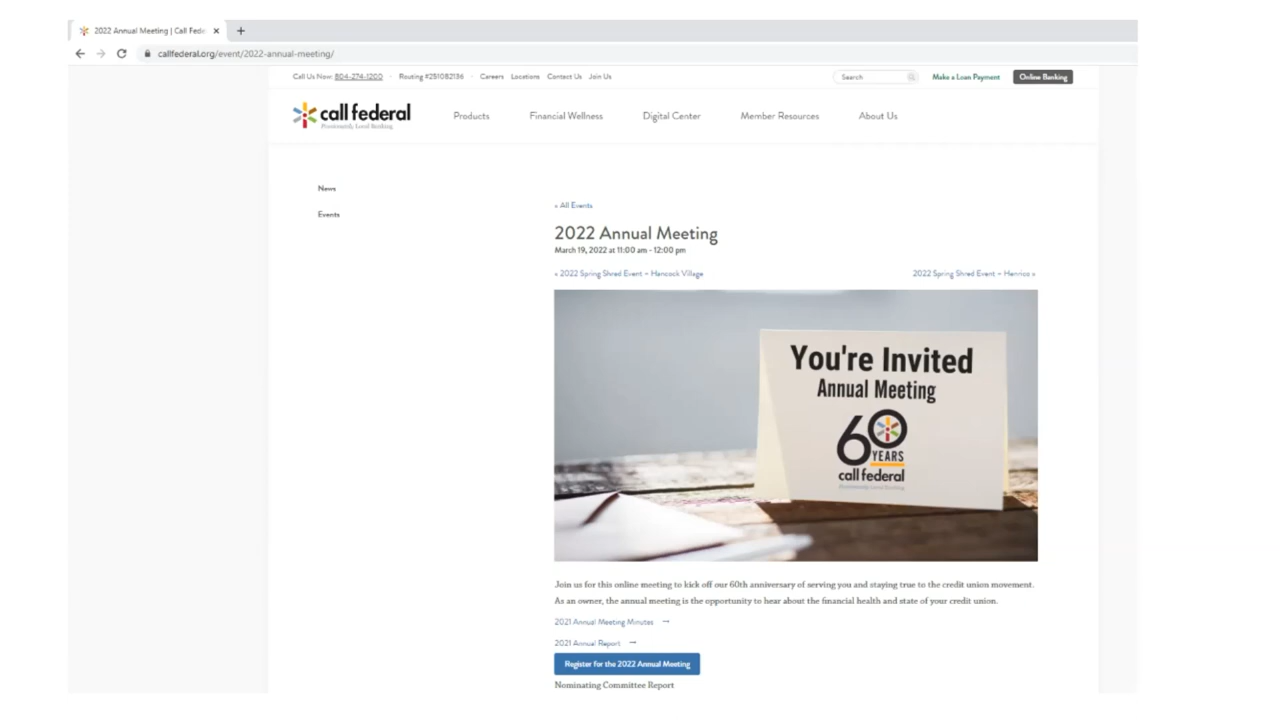 2022 Annual Meeting | Call Fede
callfederal.org/event/2022-annual-meeting/
Call Us Now: 804-274-1200 Routing #251082136 Careers Locations Contact Us Join Us
Search
Make a Loan Payment
Online Banking
call federal
Prominently Local Banking
Products Financial Wellness Digital Center Member Resources About Us
News
Events
« All Events
2022 Annual Meeting
March 19, 2022 at 11:00 am - 12:00 pm
« 2022 Spring Shred Event – Hancock Village
2022 Spring Shred Event – Henrico »
You're Invited
Annual Meeting
60
YEARS
call federal
Join us for this online meeting to kick off our 60th anniversary of serving you and staying true to the credit union movement.
As an owner, the annual meeting is the opportunity to hear about the financial health and state of your credit union.
2021 Annual Meeting Minutes →
2021 Annual Report →
Register for the 2022 Annual Meeting
Nominating Committee Report